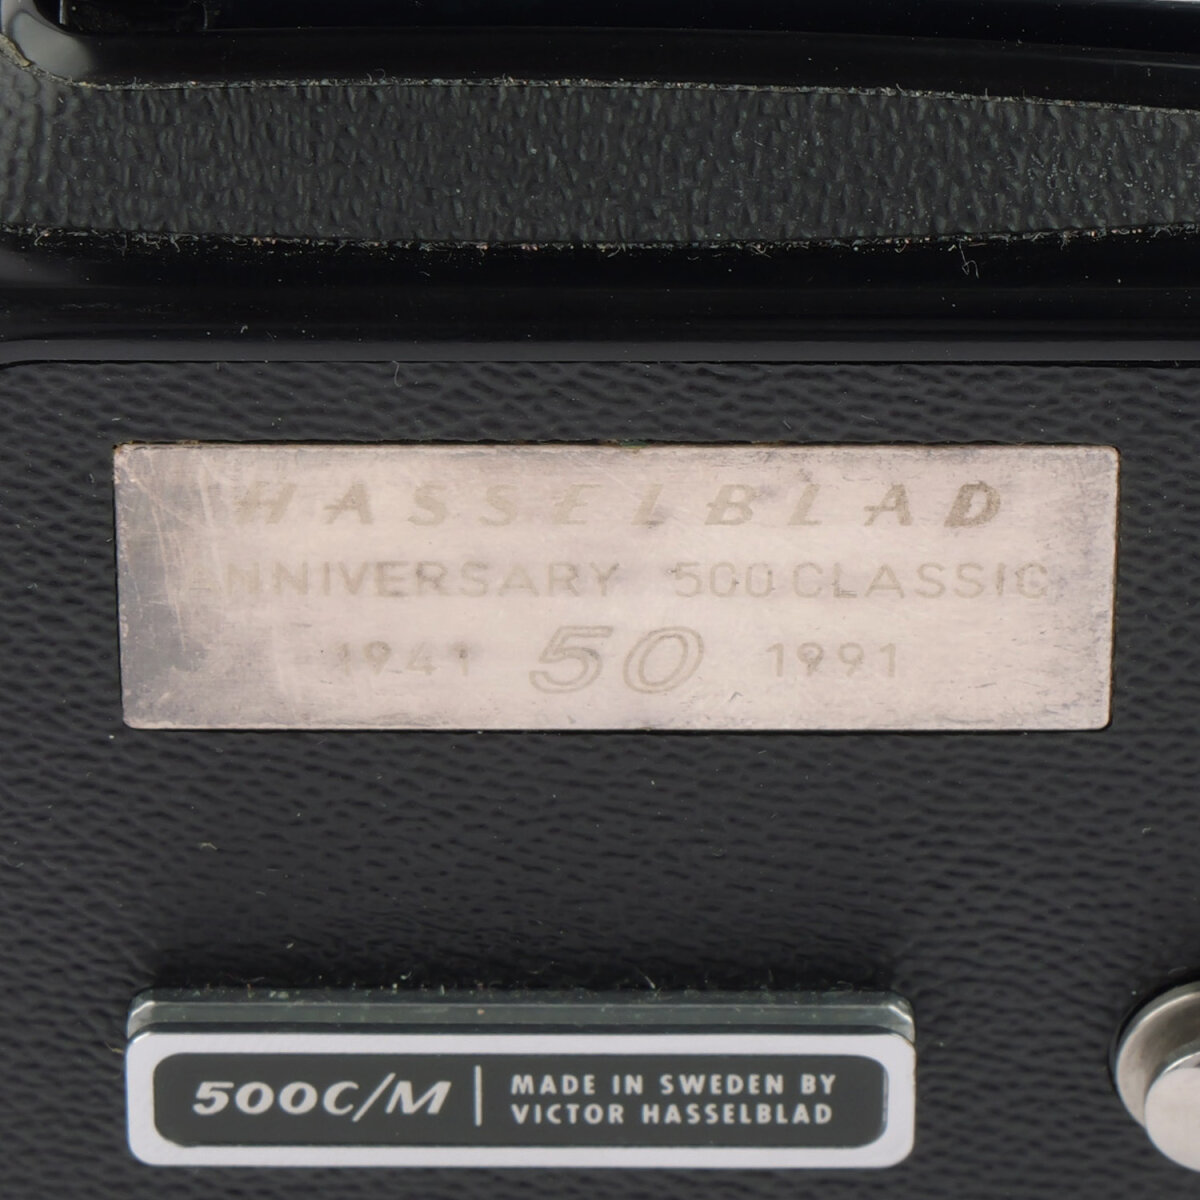 HASSELBLAD
ANNIVERSARY 500 CLASSIC
1941 50 1991
500C/M | MADE IN SWEDEN BY
VICTOR HASSELBLAD